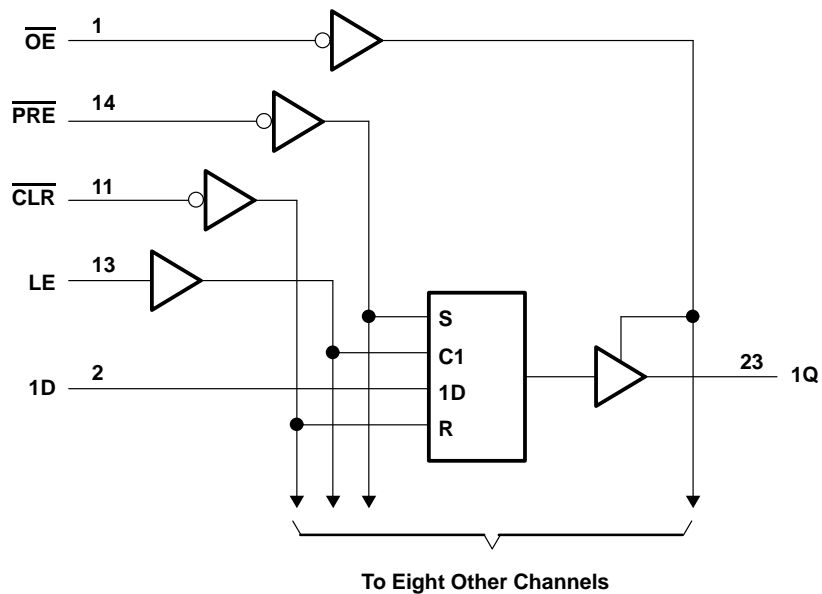 OE 1
PRE 14
CLR 11
LE 13
S
C1
1D 2
1D
R
23 1Q
To Eight Other Channels